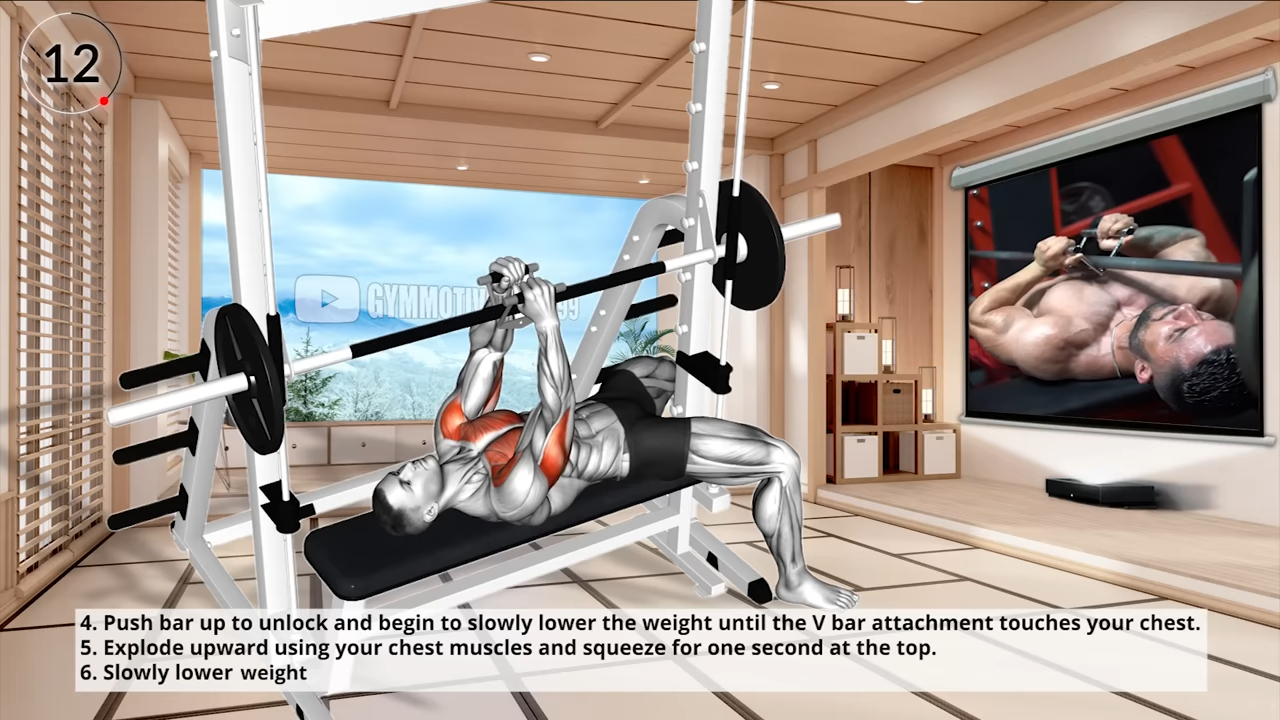 12
4. Push bar up to unlock and begin to slowly lower the weight until the V bar attachment touches your chest.
5. Explode upward using your chest muscles and squeeze for one second at the top.
6. Slowly lower weight